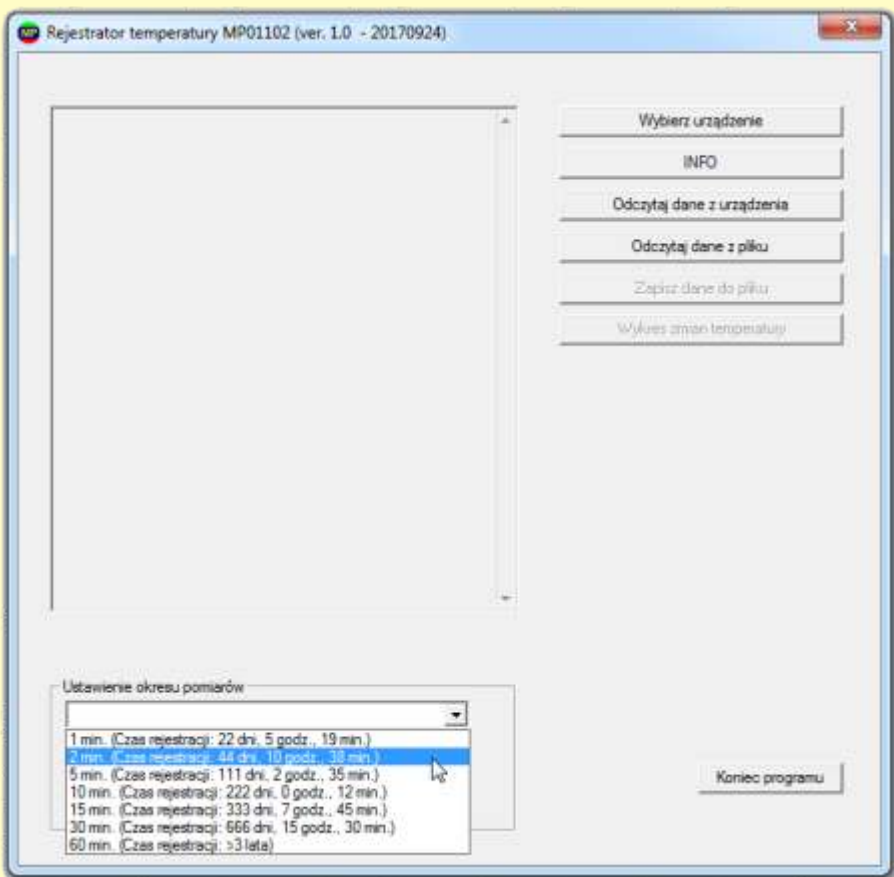 MP Rejestrator temperatury MP01102 (ver. 1.0 - 20170924)
Wybierz urządzenie
INFO
Odczytaj dane z urządzenia
Odczytaj dane z pliku
Zapisz dane do pliku
Wykres zmian temperatury
Ustawienie okresu pomiarów
1 min. (Czas rejestracji: 22 dni, 5 godz., 19 min.)
2 min. (Czas rejestracji: 44 dni, 10 godz., 38 min.)
5 min. (Czas rejestracji: 111 dni, 2 godz., 35 min.)
10 min. (Czas rejestracji: 222 dni, 0 godz., 12 min.)
15 min. (Czas rejestracji: 333 dni, 7 godz., 45 min.)
30 min. (Czas rejestracji: 666 dni, 15 godz., 30 min.)
60 min. (Czas rejestracji: >3 lata)
Koniec programu